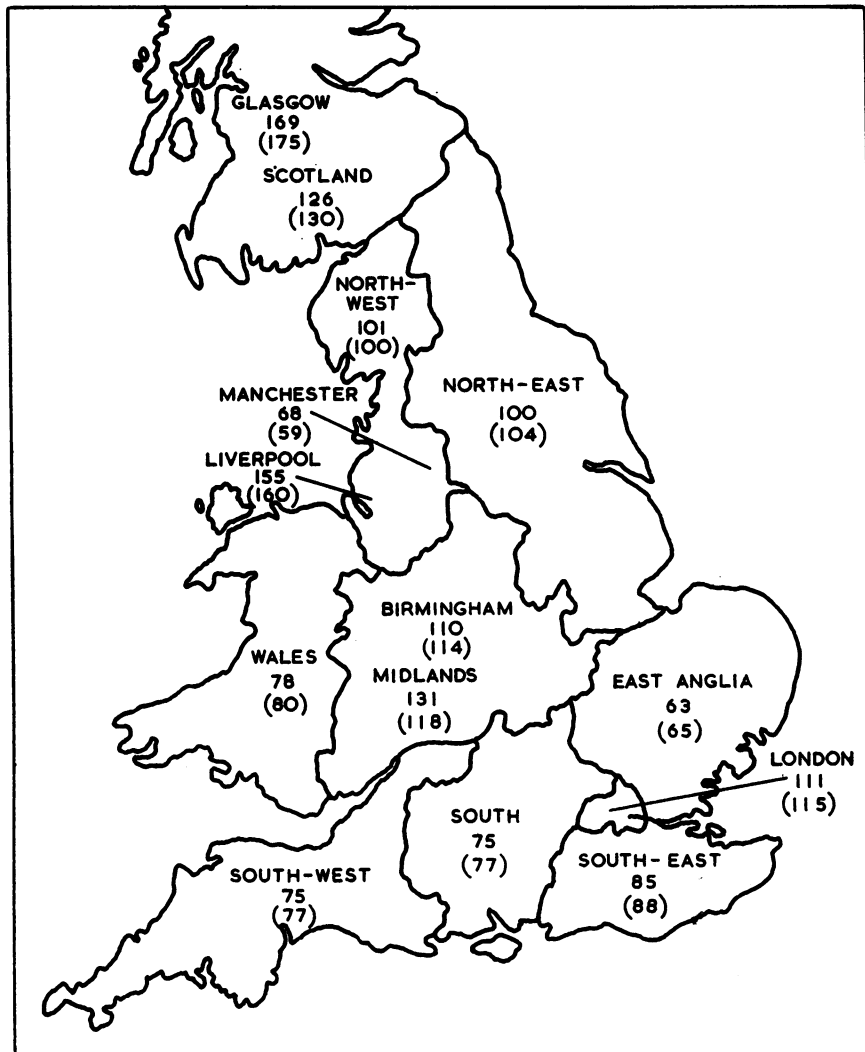 GLASGOW
169
(175)
SCOTLAND
126
(130)
NORTH-
WEST
101
(100)
NORTH-EAST
100
(104)
MANCHESTER
68
(59)
LIVERPOOL
155
(160)
BIRMINGHAM
110
(114)
WALES
78
(80)
MIDLANDS
131
(118)
EAST ANGLIA
63
(65)
LONDON
111
(115)
SOUTH
75
(77)
SOUTH-EAST
85
(88)
SOUTH-WEST
75
(77)